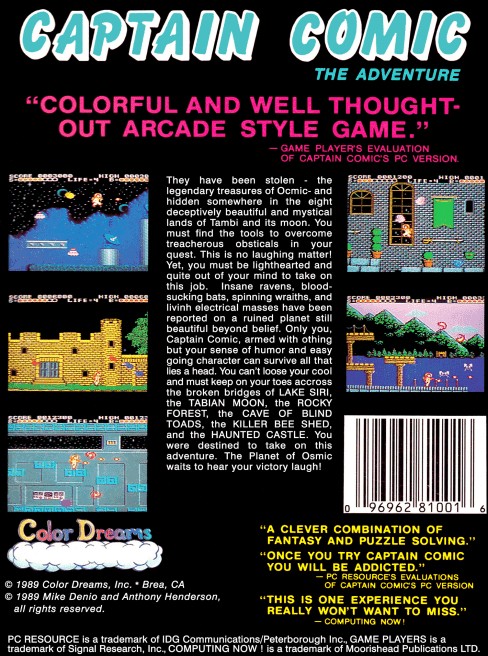 CAPTAIN COMIC
THE ADVENTURE
“COLORFUL AND WELL THOUGHT-
OUT ARCADE STYLE GAME.”
— GAME PLAYER'S EVALUATION
OF CAPTAIN COMIC'S PC VERSION.
They have been stolen - the
legendary treasures of Ocmic- and
hidden somewhere in the eight
deceptively beautiful and mystical
lands of Tambi and its moon. You
must find the tools to overcome
treacherous obsticals in your
quest. This is no laughing matter!
Yet, you must be lighthearted and
quite out of your mind to take on
this job. Insane ravens, blood-
sucking bats, spinning wraiths, and
livinh electrical masses have been
reported on a ruined planet still
beautiful beyond belief. Only you,
Captain Comic, armed with othing
but your sense of humor and easy
going character can survive all that
lies a head. You can't loose your cool
and must keep on your toes accross
the broken bridges of LAKE SIRI,
the TABIAN MOON, the ROCKY
FOREST, the CAVE OF BLIND
TOADS, the KILLER BEE SHED,
and the HAUNTED CASTLE. You
were destined to take on this
adventure. The Planet of Osmic
waits to hear your victory laugh!
0 96962 81001 6
Color Dreams
“A CLEVER COMBINATION OF
FANTASY AND PUZZLE SOLVING.”
“ONCE YOU TRY CAPTAIN COMIC
YOU WILL BE ADDICTED.”
— PC RESOURCE'S EVALUATIONS
OF CAPTAIN COMIC'S PC VERSION
“THIS IS ONE EXPERIENCE YOU
REALLY WON'T WANT TO MISS.”
— COMPUTING NOW!
© 1989 Color Dreams, Inc. * Brea, CA
© 1989 Mike Denio and Anthony Henderson,
all rights reserved.
PC RESOURCE is a trademark of IDG Communications/Peterborough Inc., GAME PLAYERS is a
trademark of Signal Research, Inc., COMPUTING NOW ! is a trademark of Moorishead Publications LTD.